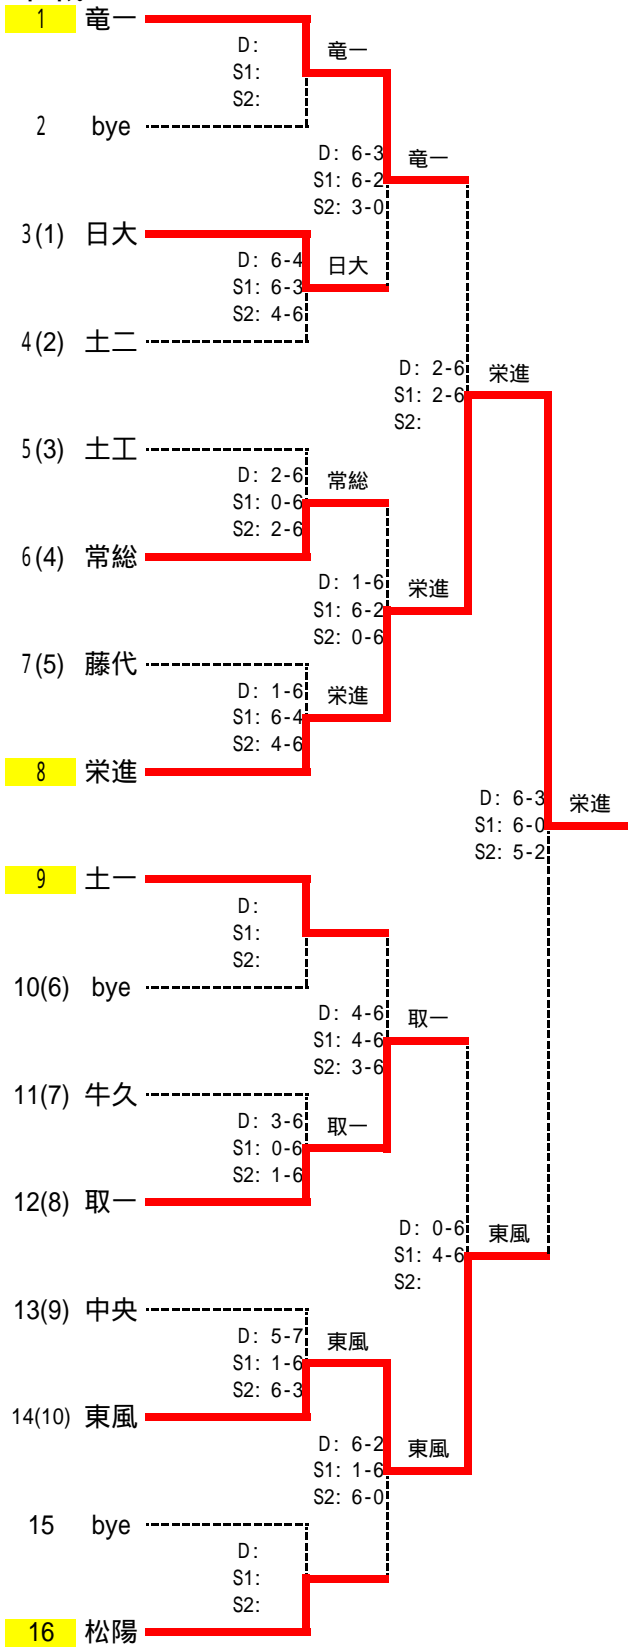 1 竜一
D:
S1:
S2:
竜一
2 bye
D: 6-3
S1: 6-2
S2: 3-0
竜一
3(1) 日大
D: 6-4
S1: 6-3
S2: 4-6
日大
4(2) 土二
D: 2-6
S1: 2-6
S2:
栄進
5(3) 土工
D: 2-6
S1: 0-6
S2: 2-6
常総
6(4) 常総
D: 1-6
S1: 6-2
S2: 0-6
栄進
7(5) 藤代
D: 1-6
S1: 6-4
S2: 4-6
栄進
8 栄進
D: 6-3
S1: 6-0
S2: 5-2
栄進
9 土一
D:
S1:
S2:
10(6) bye
D: 4-6
S1: 4-6
S2: 3-6
取一
11(7) 牛久
D: 3-6
S1: 0-6
S2: 1-6
取一
12(8) 取一
D: 0-6
S1: 4-6
S2:
東風
13(9) 中央
D: 5-7
S1: 1-6
S2: 6-3
東風
14(10) 東風
D: 6-2
S1: 1-6
S2: 6-0
東風
15 bye
D:
S1:
S2:
16 松陽